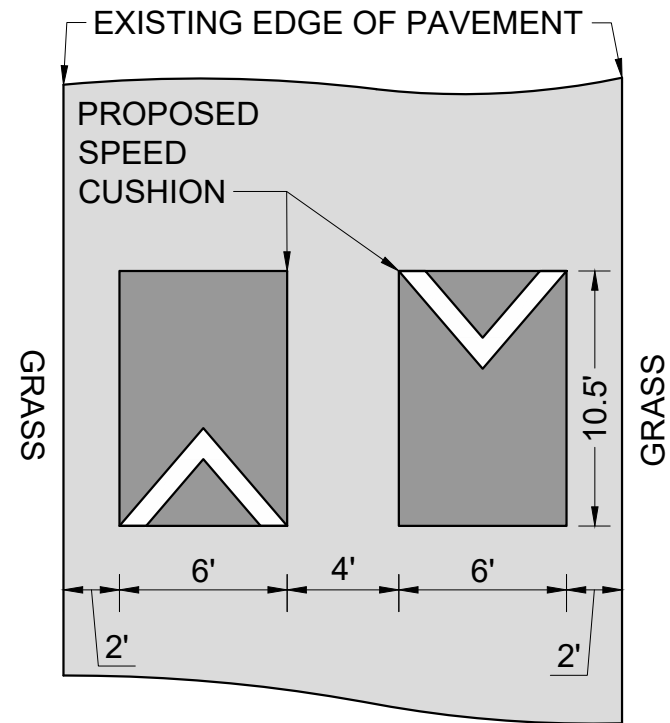 EXISTING EDGE OF PAVEMENT
PROPOSED
SPEED
CUSHION
GRASS
GRASS
10.5'
6'
4'
6'
2'
2'